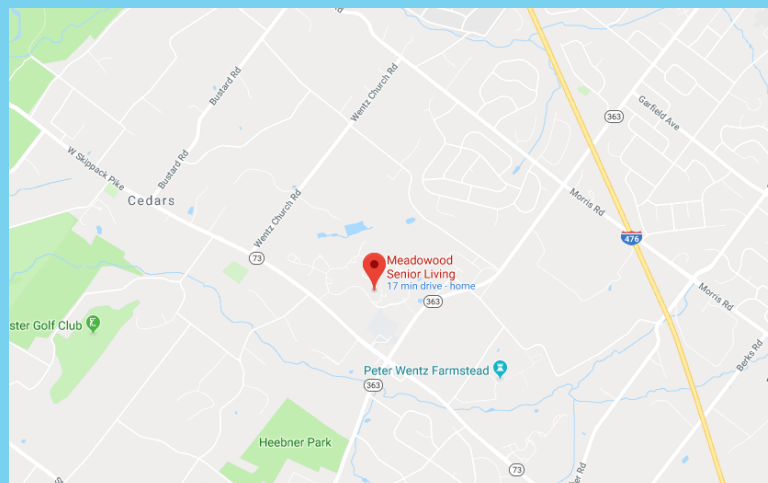 Bustard Rd
Wentz Church Rd
363
Garfield Ave
W Skippack Pike
Bustard Rd
Cedars
Wentz Church Rd
Morris Rd
476
73
Meadowood
Senior Living
17 min drive - home
363
Morris Rd
ster Golf Club
Peter Wentz Farmstead
Berks Rd
363
Heebner Park
73
er Rd